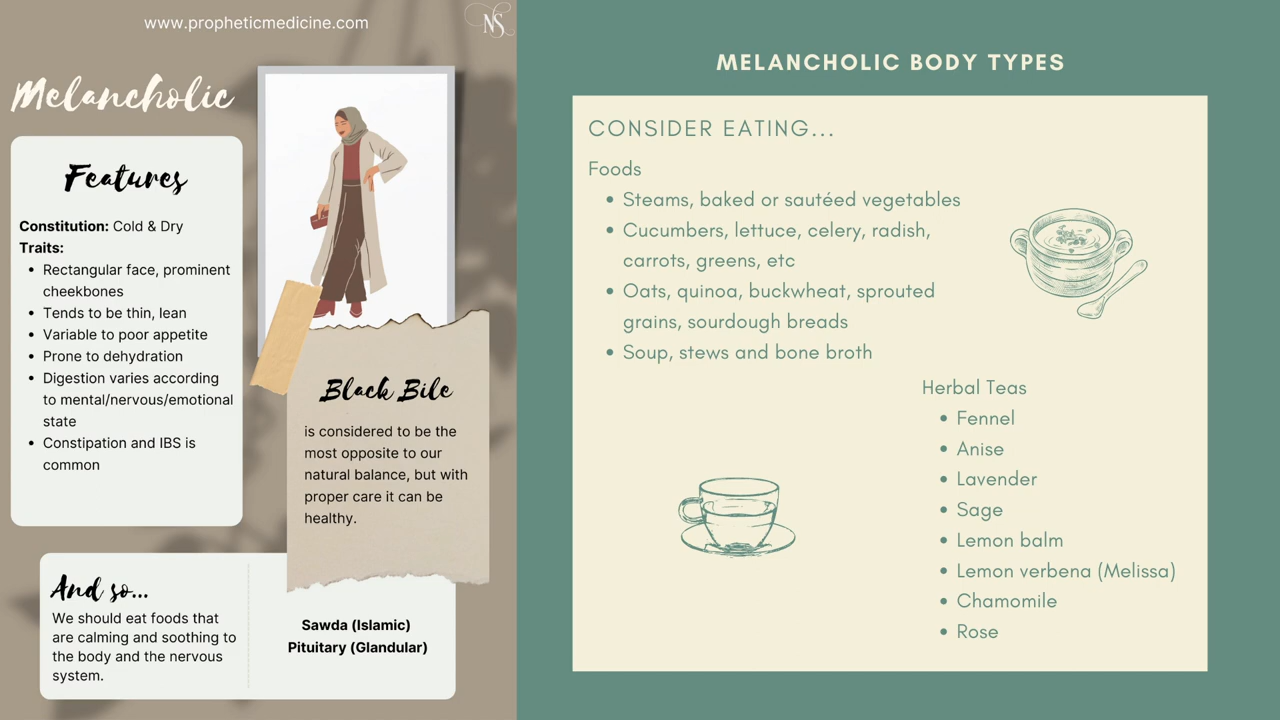 www.propheticmedicine.com
NS
Melancholic
Features
Constitution: Cold & Dry
Traits:
• Rectangular face, prominent
cheekbones
• Tends to be thin, lean
• Variable to poor appetite
• Prone to dehydration
• Digestion varies according
to mental/nervous/emotional
state
• Constipation and IBS is
common
Black Bile
is considered to be the
most opposite to our
natural balance, but with
proper care it can be
healthy.
And so...
We should eat foods that
are calming and soothing to
the body and the nervous
system.
Sawda (Islamic)
Pituitary (Glandular)
MELANCHOLIC BODY TYPES
CONSIDER EATING...
Foods
• Steams, baked or sautéed vegetables
• Cucumbers, lettuce, celery, radish,
carrots, greens, etc
• Oats, quinoa, buckwheat, sprouted
grains, sourdough breads
• Soup, stews and bone broth
Herbal Teas
• Fennel
• Anise
• Lavender
• Sage
• Lemon balm
• Lemon verbena (Melissa)
• Chamomile
• Rose